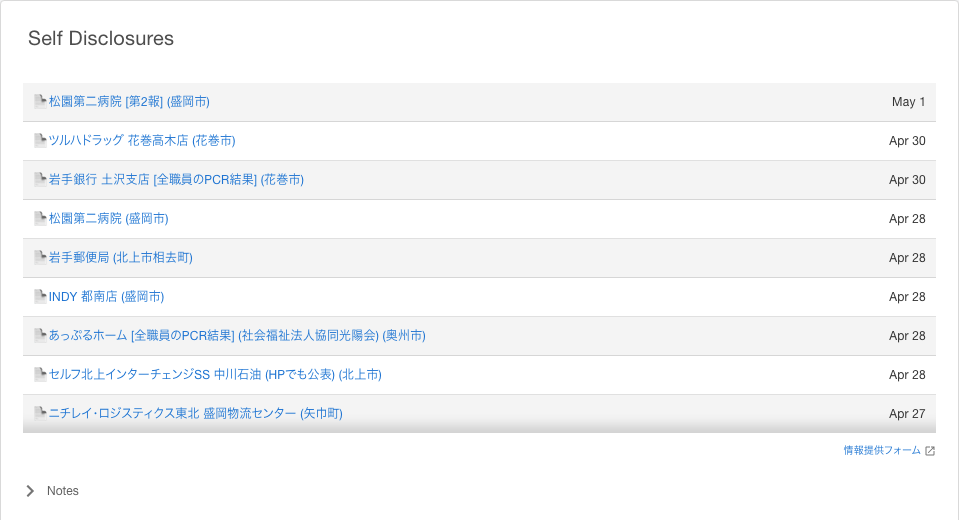 Self Disclosures
松園第二病院 [第2報] (盛岡市) May 1
ツルハドラッグ 花巻高木店 (花巻市) Apr 30
岩手銀行 土沢支店 [全職員のPCR結果] (花巻市) Apr 30
松園第二病院 (盛岡市) Apr 28
岩手郵便局 (北上市相去町) Apr 28
INDY 都南店 (盛岡市) Apr 28
あっぷるホーム [全職員のPCR結果] (社会福祉法人協同光陽会) (奥州市) Apr 28
セルフ北上インターチェンジSS 中川石油 (HPでも公表) (北上市) Apr 28
ニチレイ・ロジスティクス東北 盛岡物流センター (矢巾町) Apr 27
情報提供フォーム
Notes